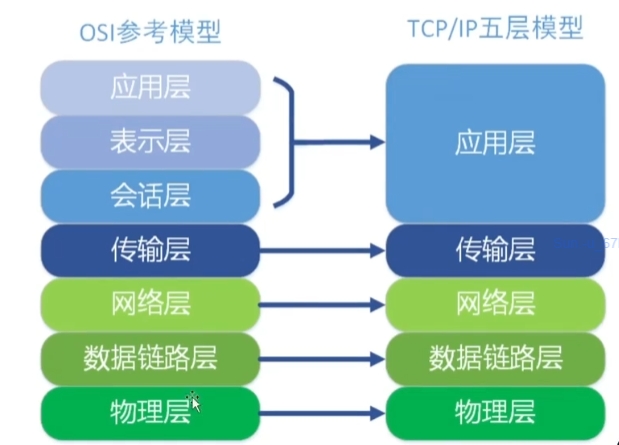 OSI参考模型
TCP/IP五层模型
应用层
表示层
会话层
传输层
网络层
数据链路层
物理层
应用层
传输层
网络层
数据链路层
物理层